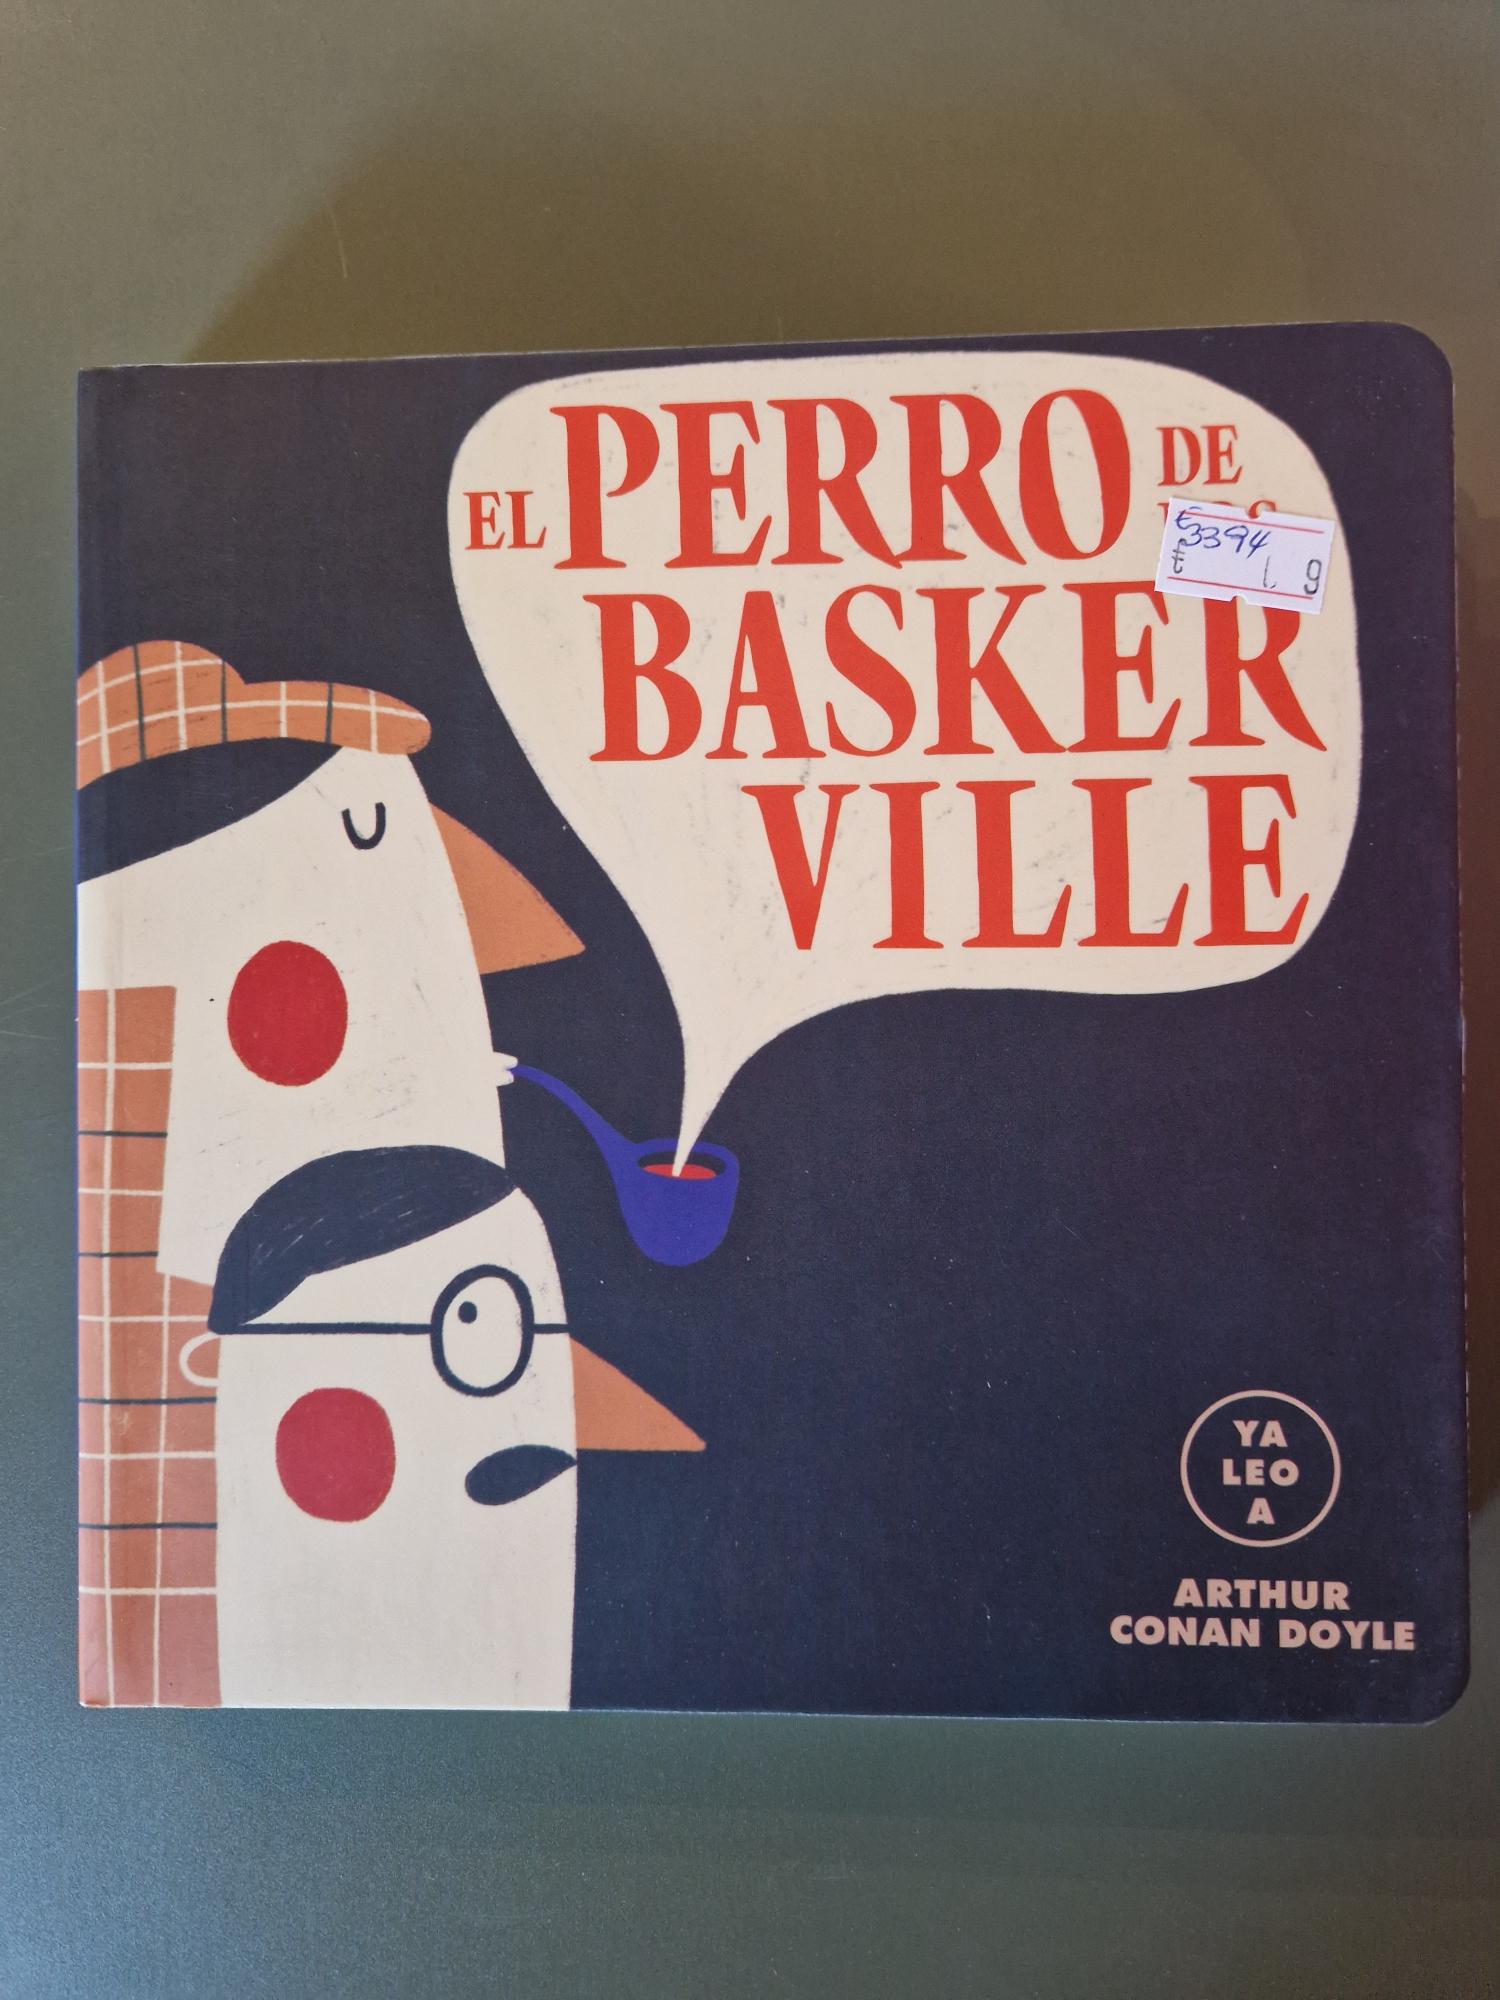 EL PERRO DE
BASKER
VILLE
3394
YA
LEO
A
ARTHUR
CONAN DOYLE